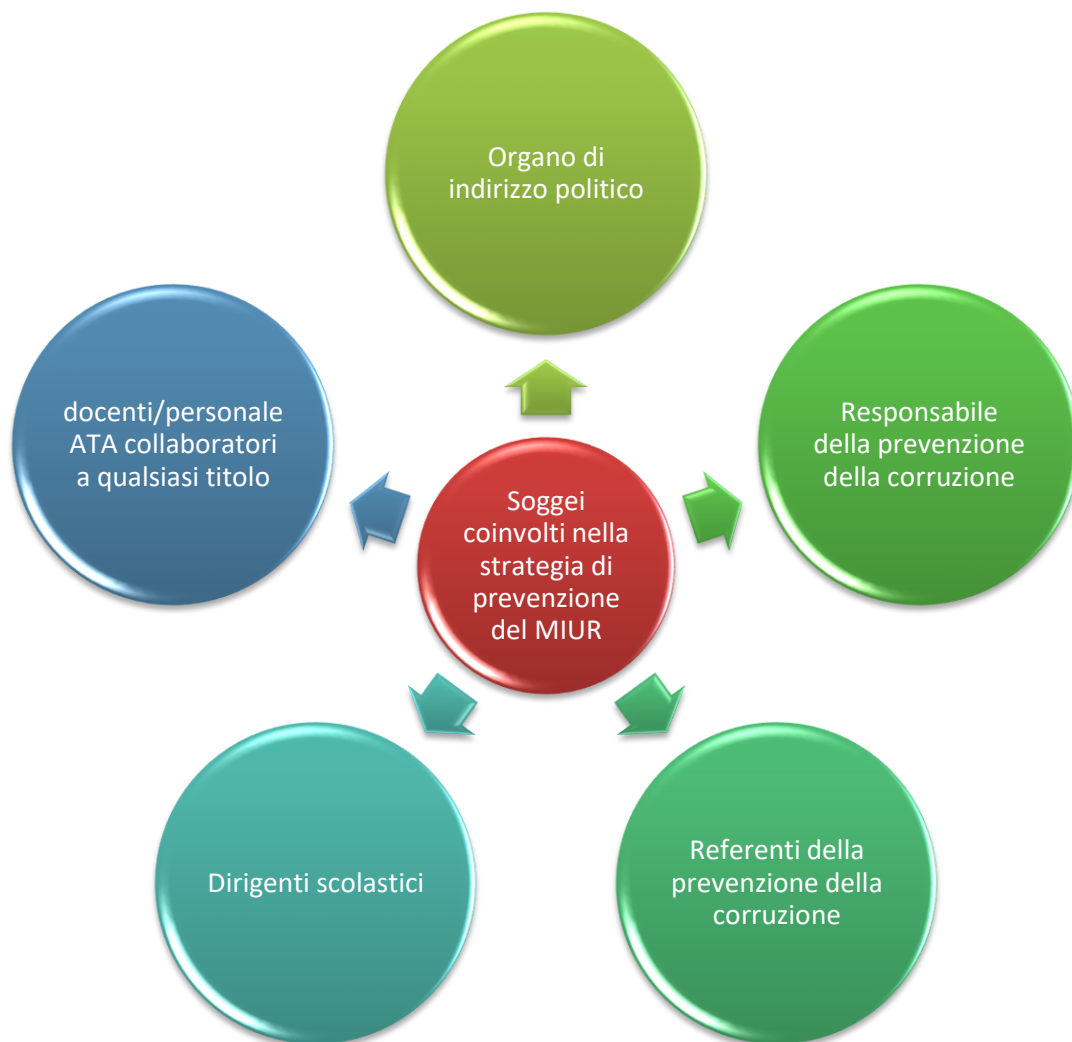 Organo di
indirizzo politico
docenti/personale
ATA collaboratori
a qualsiasi titolo
Responsabile
della prevenzione
della corruzione
Soggei
coinvolti nella
strategia di
prevenzione
del MIUR
Dirigenti scolastici
Referenti della
prevenzione della
corruzione